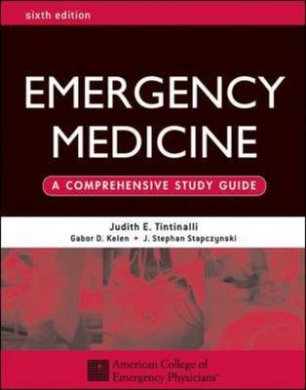 sixth edition
EMERGENCY
MEDICINE
A COMPREHENSIVE STUDY GUIDE
Judith E. Tintinalli
Gabor D. Kelen • J. Stephan Stapczynski
American College of
Emergency Physicians®